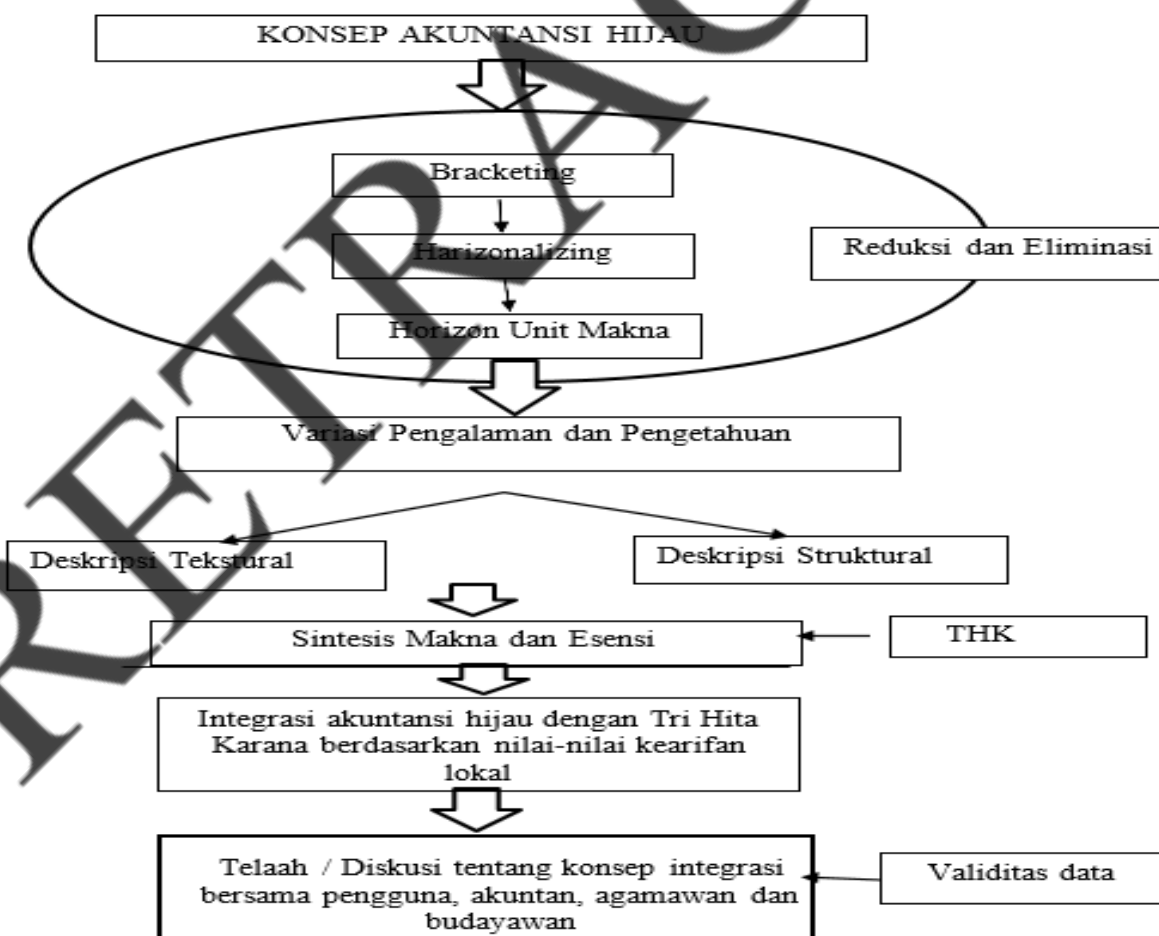 KONSEP AKUNTANSI HIJAU
Bracketing
Harizonalizing
Reduksi dan Eliminasi
Horizon Unit Makna
Variasi Pengalaman dan Pengetahuan
Deskripsi Tekstural
Deskripsi Struktural
Sintesis Makna dan Esensi
THK
Integrasi akuntansi hijau dengan Tri Hita
Karana berdasarkan nilai-nilai kearifan
lokal
Telaah / Diskusi tentang konsep integrasi
bersama pengguna, akuntan, agamawan dan
budayawan
Validitas data
RETRAC